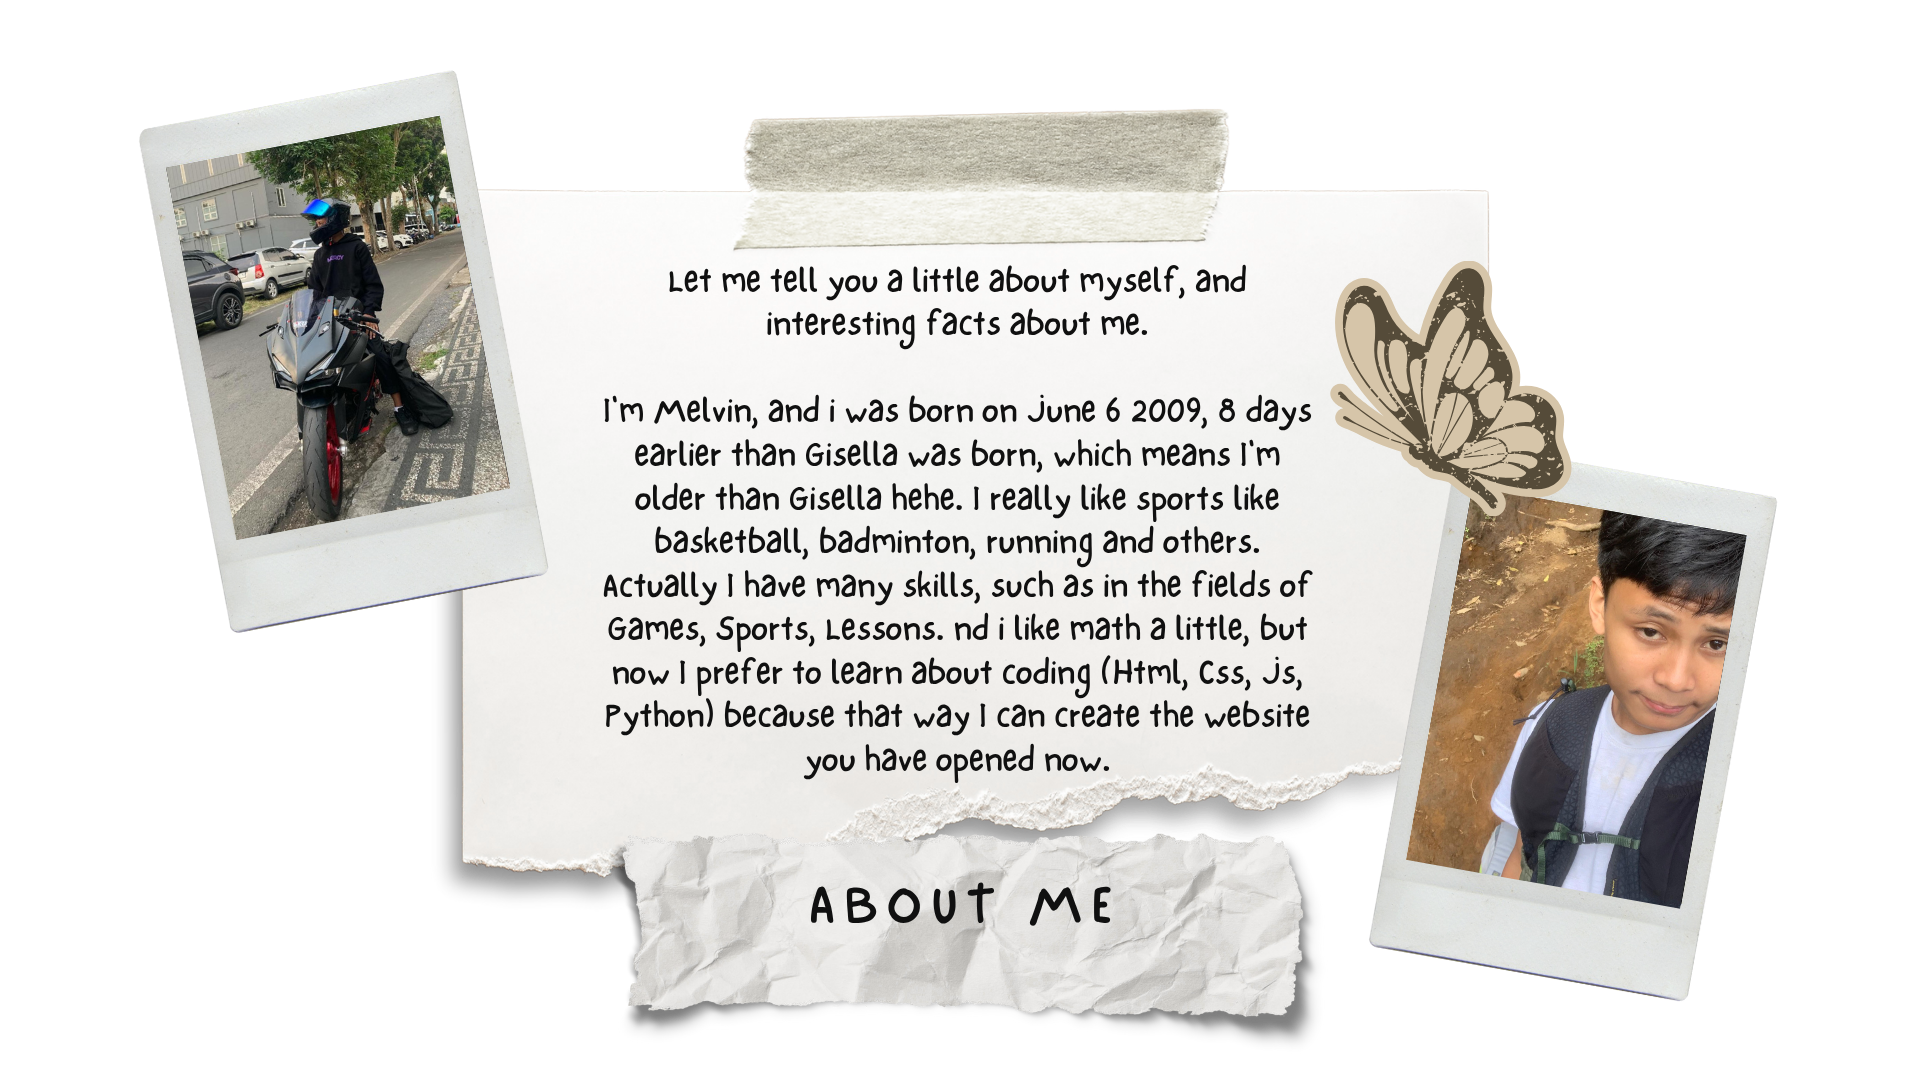 Let me tell you a little about myself, and
interesting facts about me.
I'm Melvin, and i was born on June 6 2009, 8 days
earlier than Gisella was born, which means I'm
older than Gisella hehe. I really like sports like
basketball, badminton, running and others.
Actually I have many skills, such as in the fields of
Games, Sports, Lessons. nd i like math a little, but
now I prefer to learn about coding (Html, Css, Js,
Python) because that way I can create the website
you have opened now.
ABOUT ME